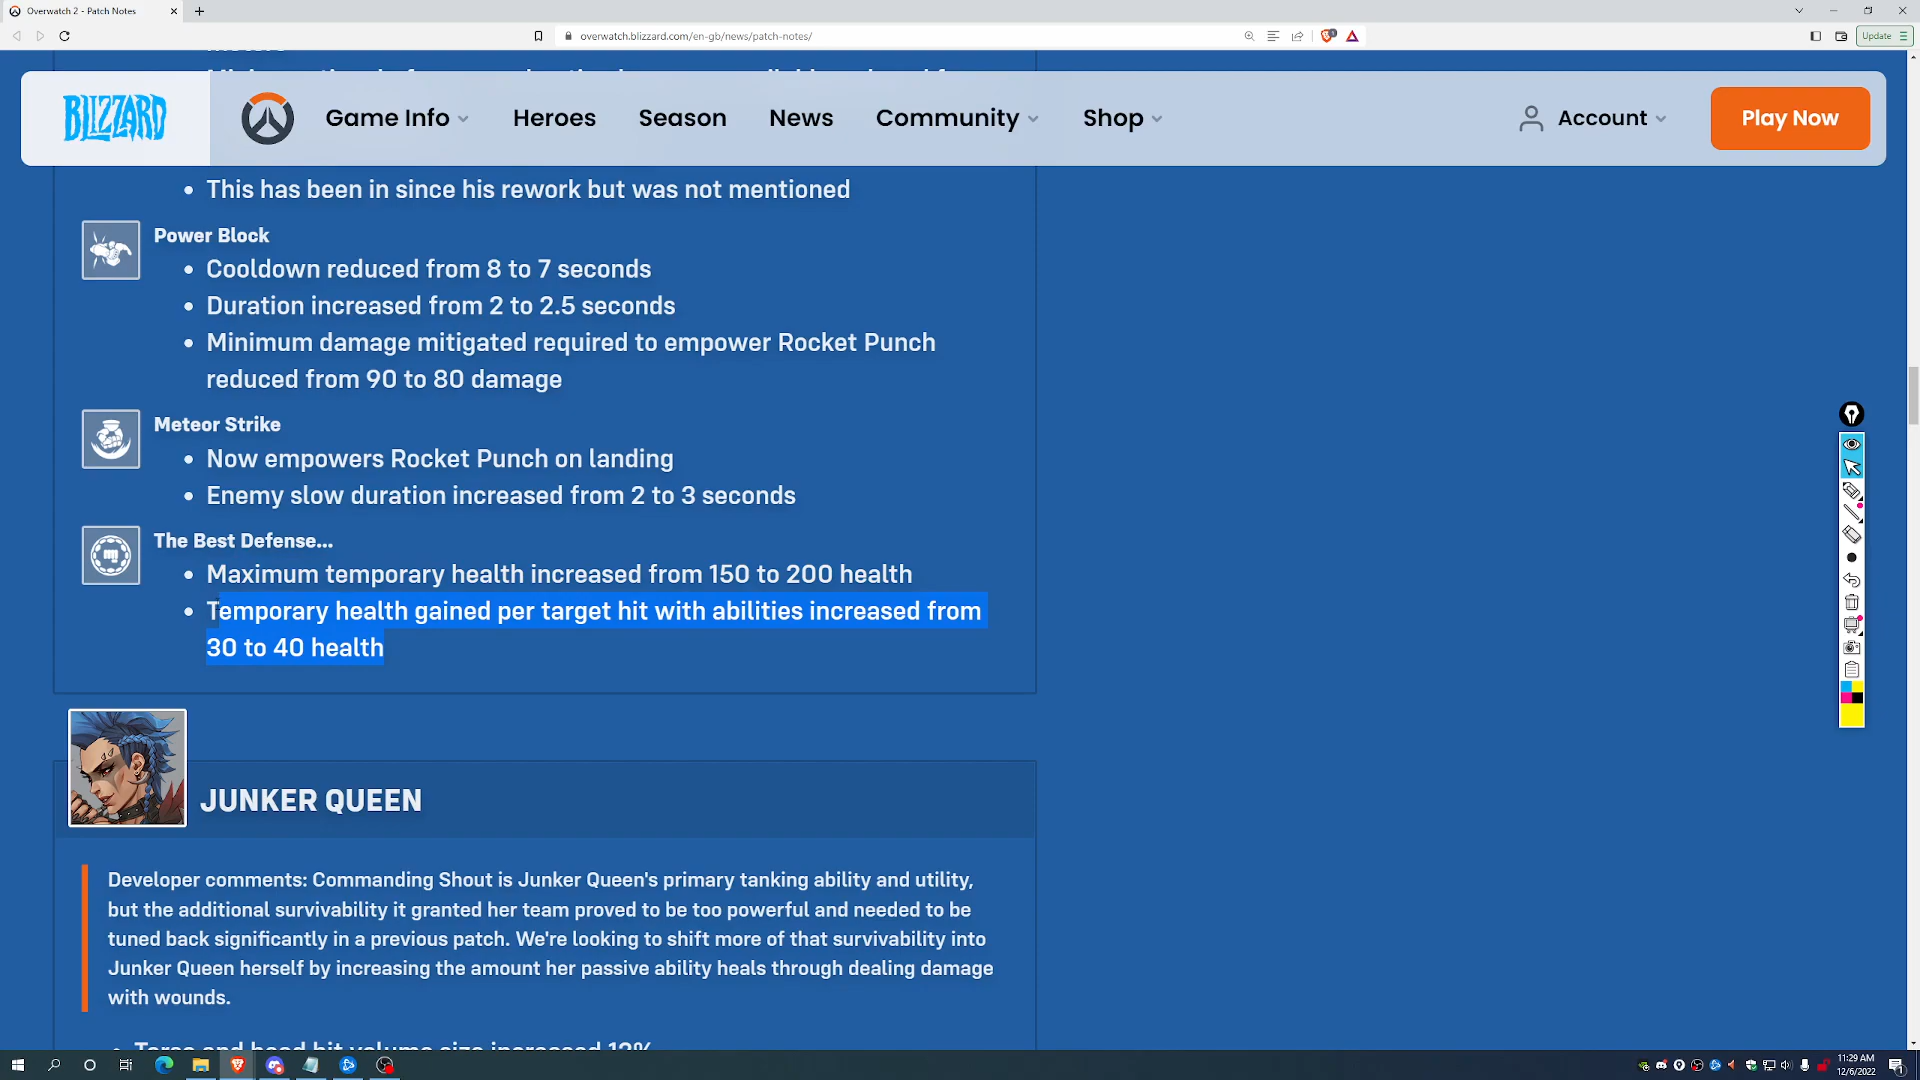 Overwatch 2 - Patch Notes
overwatch.blizzard.com/en-gb/news/patch-notes/
Update
BLIZZARD
Game Info
Heroes
Season
News
Community
Shop
Account
Play Now
This has been in since his rework but was not mentioned
Power Block
Cooldown reduced from 8 to 7 seconds
Duration increased from 2 to 2.5 seconds
Minimum damage mitigated required to empower Rocket Punch
reduced from 90 to 80 damage
Meteor Strike
Now empowers Rocket Punch on landing
Enemy slow duration increased from 2 to 3 seconds
The Best Defense...
Maximum temporary health increased from 150 to 200 health
Temporary health gained per target hit with abilities increased from
30 to 40 health
JUNKER QUEEN
Developer comments: Commanding Shout is Junker Queen's primary tanking ability and utility,
but the additional survivability it granted her team proved to be too powerful and needed to be
tuned back significantly in a previous patch. We're looking to shift more of that survivability into
Junker Queen herself by increasing the amount her passive ability heals through dealing damage
with wounds.
Torso and head hit volume size increased 12%
11:29 AM
12/6/2022